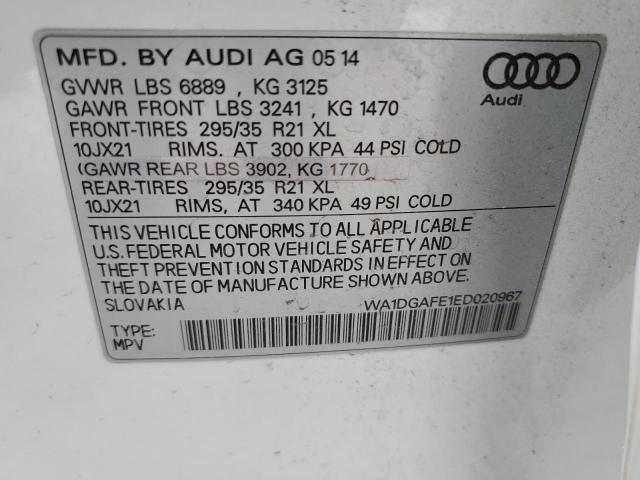 MFD. BY AUDI AG 05 14
GVWR LBS 6889 , KG 3125
GAWR FRONT LBS 3241 , KG 1470
FRONT-TIRES 295/35 R21 XL
10JX21 RIMS. AT 300 KPA 44 PSI COLD
(GAWR REAR LBS 3902, KG 1770
REAR-TIRES 295/35 R21 XL
10JX21 RIMS, AT 340 KPA 49 PSI COLD
Audi
THIS VEHICLE CONFORMS TO ALL APPLICABLE
U.S. FEDERAL MOTOR VEHICLE SAFETY AND
THEFT PREVENTION STANDARDS IN EFFECT ON
THE DATE OF MANUFACTURE SHOWN ABOVE.
SLOVAKIA
WA1DGAFE1ED020967
TYPE:
MPV